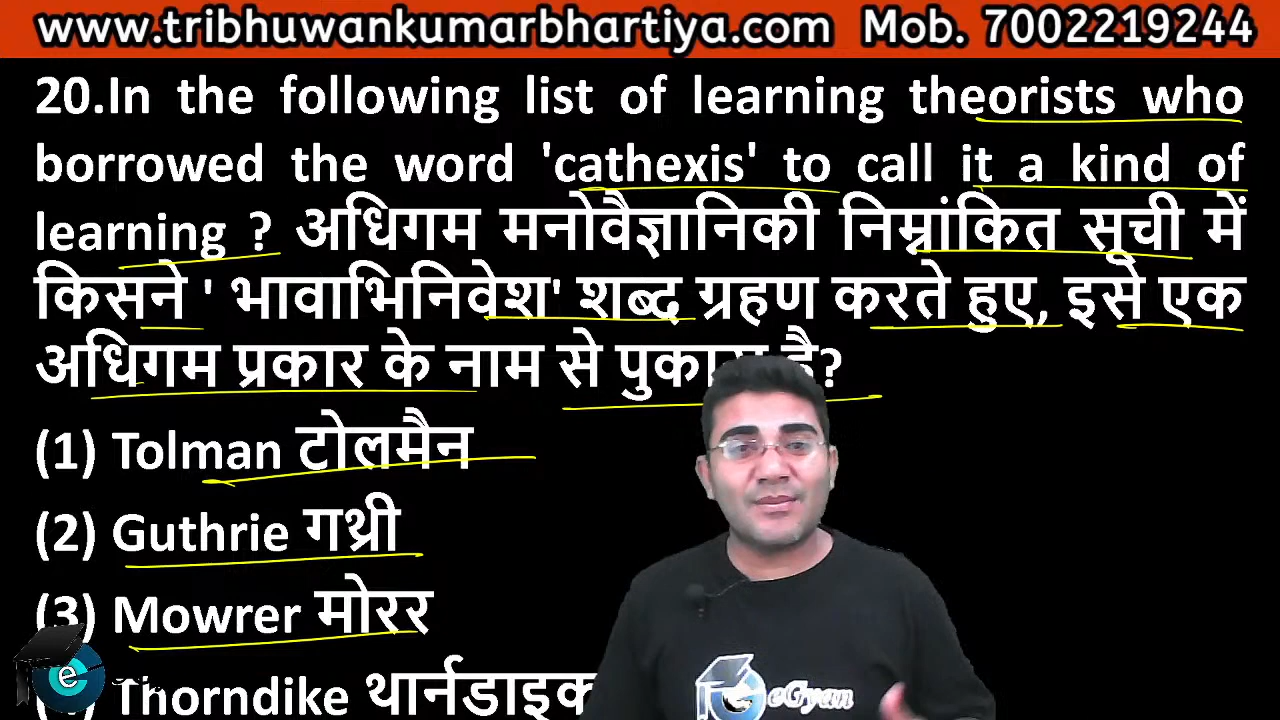 www.tribhuwankumarbhartiya.com Mob. 7002219244
20.In the following list of learning theorists who
borrowed the word 'cathexis' to call it a kind of
learning ? अधिगम मनोवैज्ञानिकी निम्नांकित सूची में
किसने ' भावाभिनिवेश' शब्द ग्रहण करते हुए, इसे एक
अधिगम प्रकार के नाम से है?
(1) Tolman टोलमैन
(2) Guthrie गथ्री
(3) Mowrer मोरर
Thorndike थार्नडाइक
e
eGyan